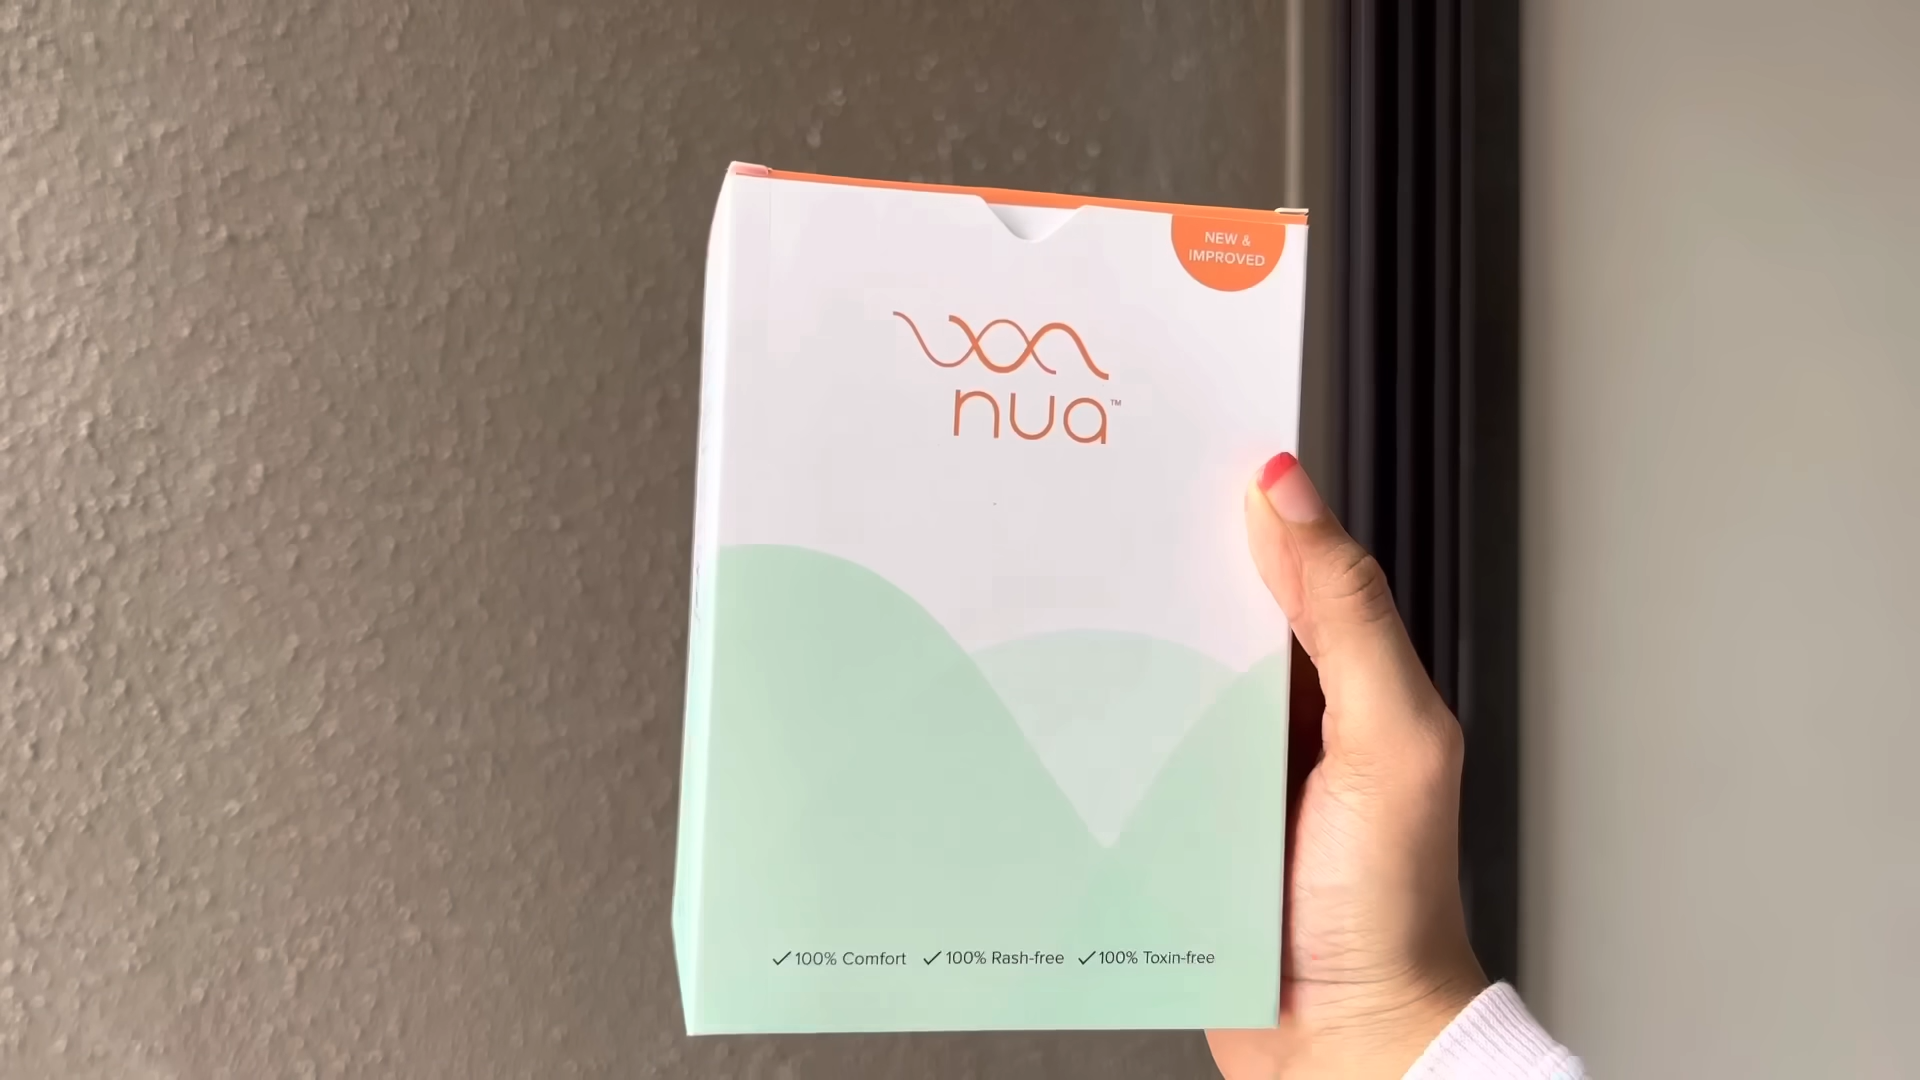 NEW &
IMPROVED
nua™
✓100% Comfort ✓100% Rash-free ✓100% Toxin-free